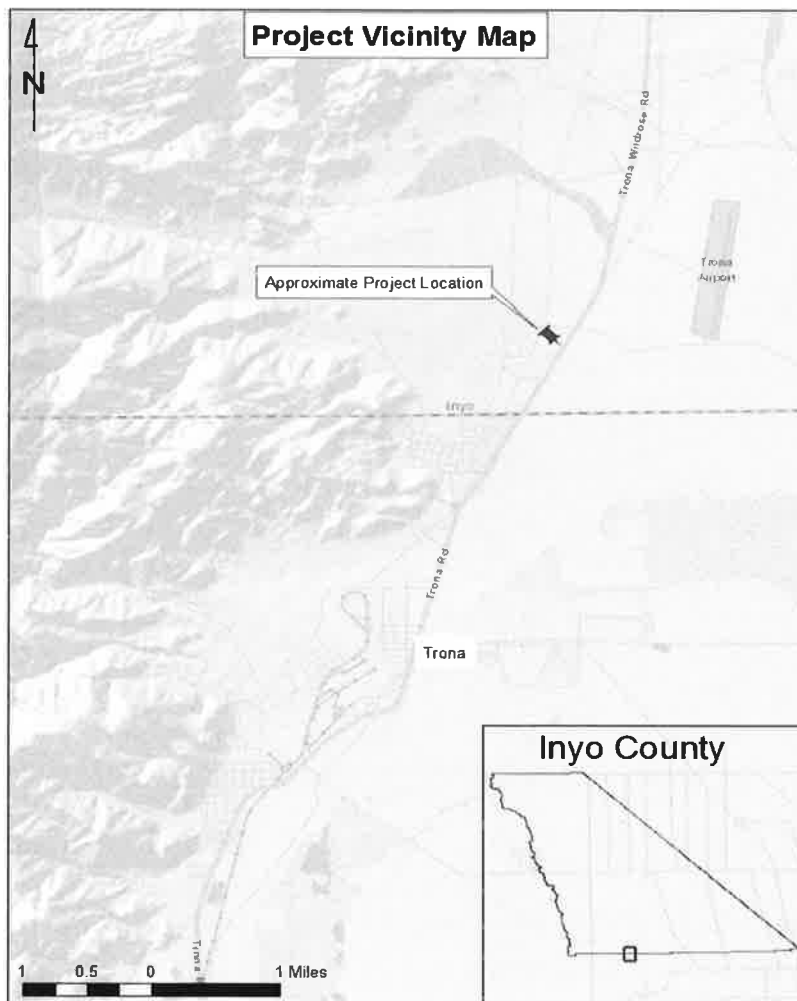 Project Vicinity Map
N
Trona Wildrose Rd
Trona
Airport
Approximate Project Location
Inyo
Trona Rd
Trona
Inyo County
1 0.5 0 1 Miles